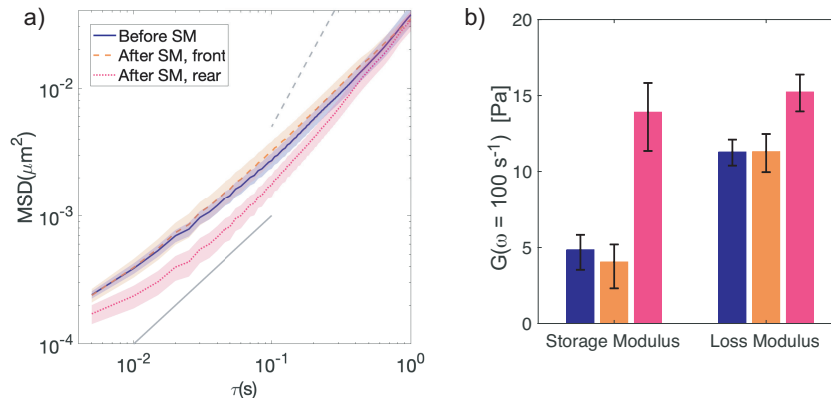 a)
MSD(μm²)
10⁻²
10⁻³
10⁻⁴
Before SM
After SM, front
After SM, rear
10⁻²
10⁻¹
10⁰
τ(s)
b)
G(ω = 100 s⁻¹) [Pa]
20
15
10
5
0
Storage Modulus
Loss Modulus